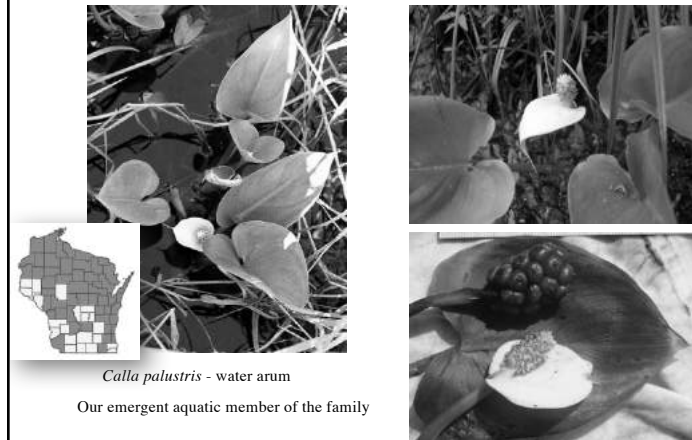 Calla palustris - water arum
Our emergent aquatic member of the family